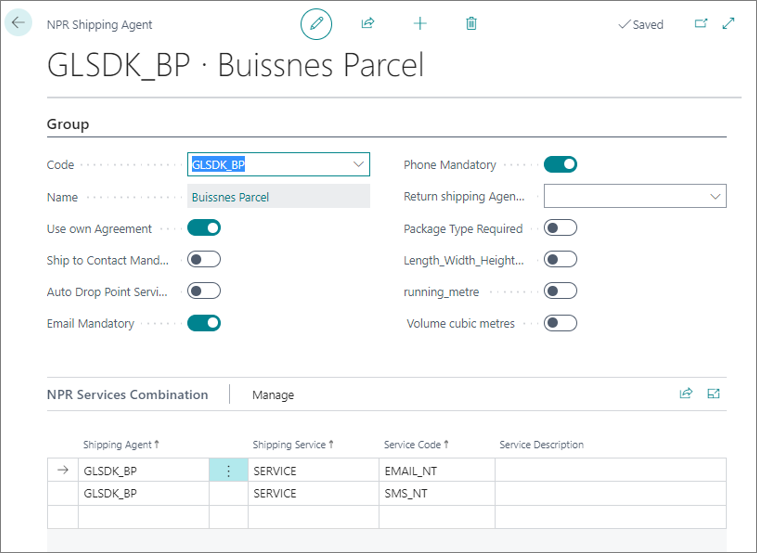 NPR Shipping Agent
Saved
GLSDK_BP · Buissnes Parcel
Group
Code
GLSDK_BP
Name
Buissnes Parcel
Use own Agreement
Ship to Contact Mand...
Auto Drop Point Servi...
Email Mandatory
Phone Mandatory
Return shipping Agen...
Package Type Required
Length_Width_Height...
running_metre
Volume cubic metres
NPR Services Combination
Manage
Shipping Agent ↑ Shipping Service ↑ Service Code ↑ Service Description
GLSDK_BP SERVICE EMAIL_NT
GLSDK_BP SERVICE SMS_NT